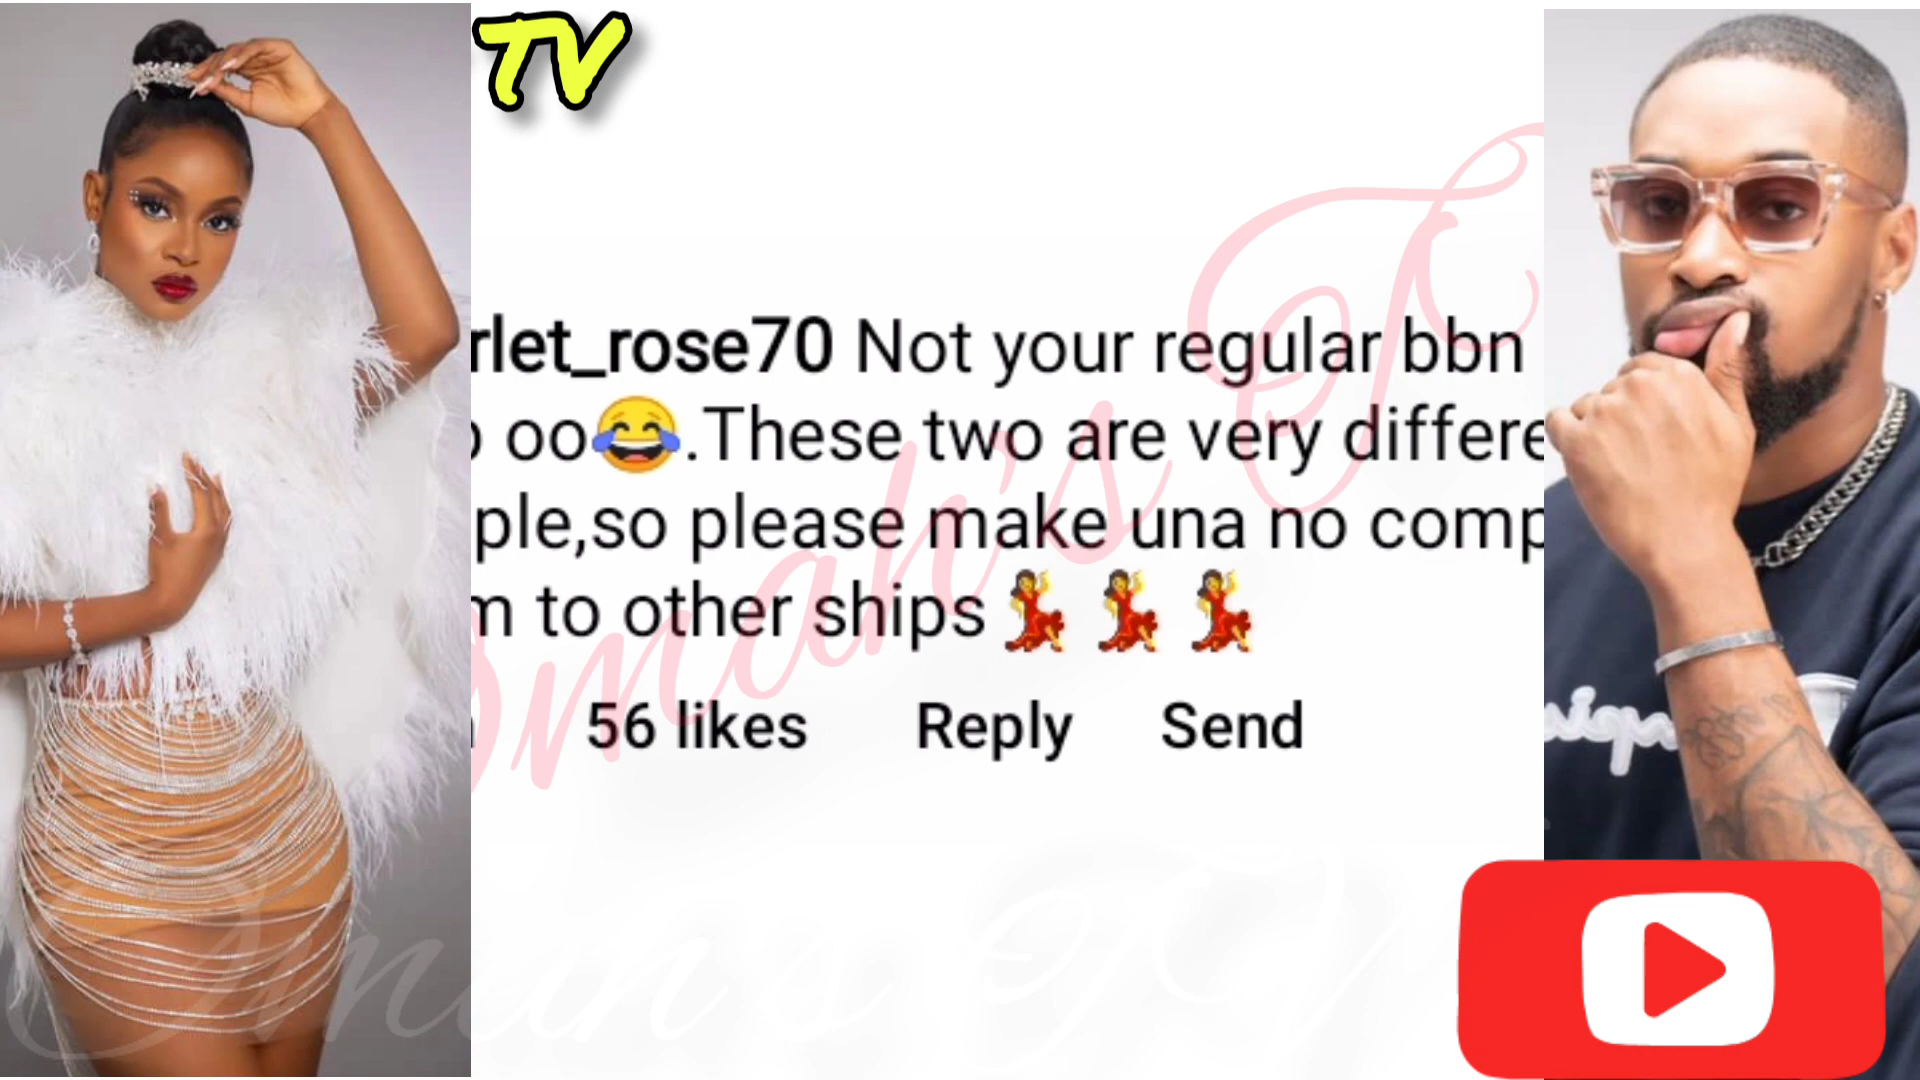 TV
rlet_rose70 Not your regular bbn
oo😂.These two are very differe
ple,so please make una no comp
m to other ships💃💃💃
56 likes Reply Send
omah's T